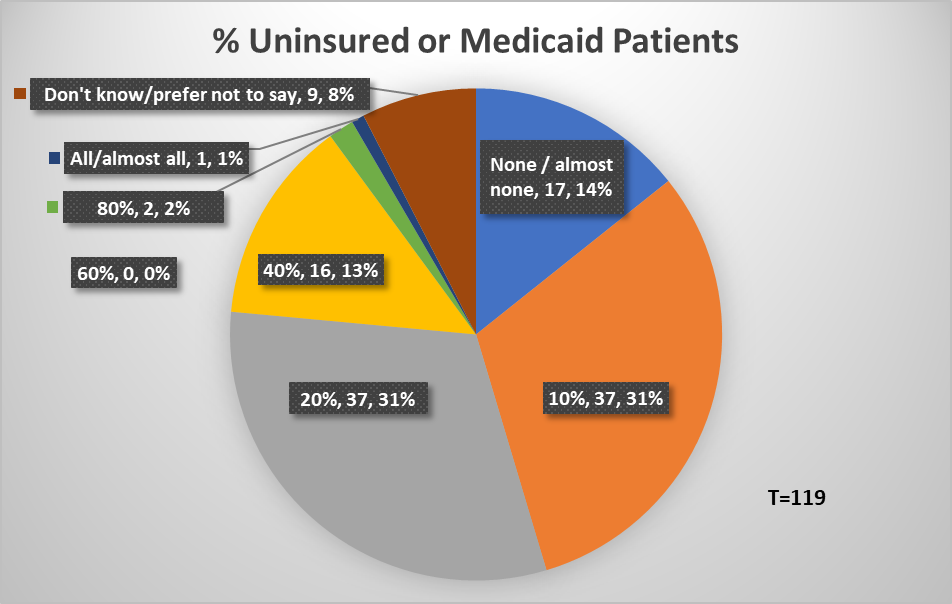 % Uninsured or Medicaid Patients
Don't know/prefer not to say, 9, 8%
All/almost all, 1, 1%
80%, 2, 2%
60%, 0, 0%
40%, 16, 13%
None / almost
none, 17, 14%
20%, 37, 31%
10%, 37, 31%
T=119